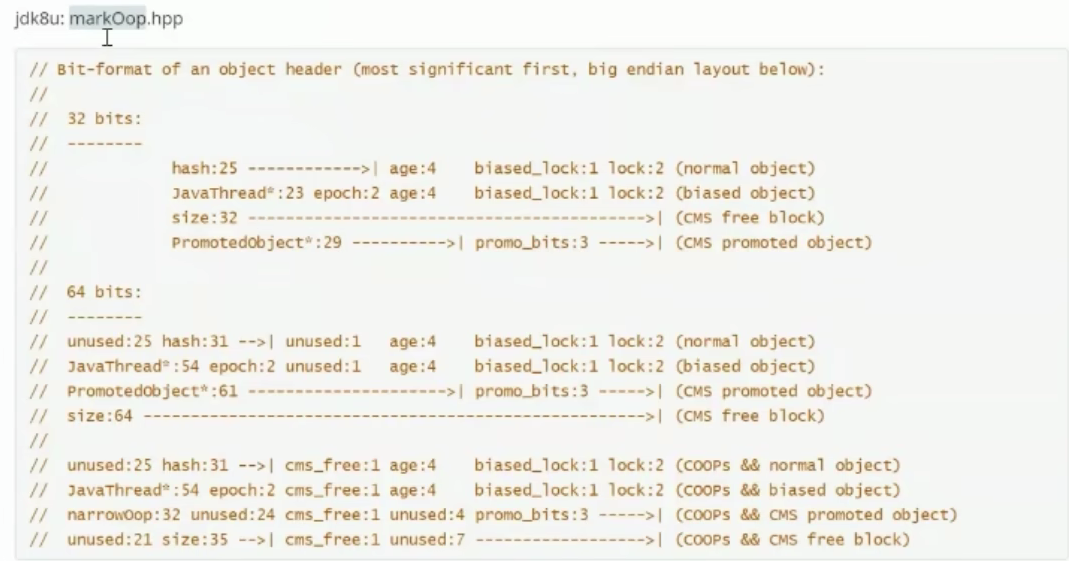 jdk8u: markOop.hpp
// Bit-format of an object header (most significant first, big endian layout below):
//
//  32 bits:
//  --------
//             hash:25 ------------>| age:4    biased_lock:1 lock:2 (normal object)
//             JavaThread*:23 epoch:2 age:4    biased_lock:1 lock:2 (biased object)
//             size:32 ------------------------------------------>| (CMS free block)
//             PromotedObject*:29 ---------->| promo_bits:3 ----->| (CMS promoted object)
//
//  64 bits:
//  --------
//  unused:25 hash:31 -->| unused:1   age:4    biased_lock:1 lock:2 (normal object)
//  JavaThread*:54 epoch:2 unused:1   age:4    biased_lock:1 lock:2 (biased object)
//  PromotedObject*:61 --------------------->| promo_bits:3 ----->| (CMS promoted object)
//  size:64 ----------------------------------------------------->| (CMS free block)
//
//  unused:25 hash:31 -->| cms_free:1 age:4    biased_lock:1 lock:2 (COOPs && normal object)
//  JavaThread*:54 epoch:2 cms_free:1 age:4    biased_lock:1 lock:2 (COOPs && biased object)
//  narrowOop:32 unused:24 cms_free:1 unused:4 promo_bits:3 ----->| (COOPs && CMS promoted object)
//  unused:21 size:35 -->| cms_free:1 unused:7 ------------------>| (COOPs && CMS free block)